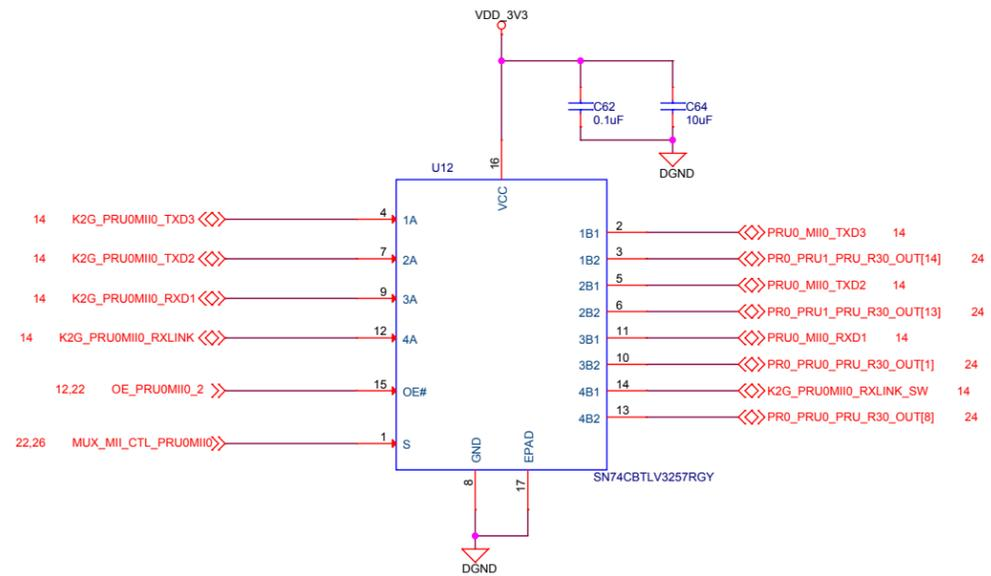 VDD_3V3
C62
0.1uF
C64
10uF
DGND
U12
16
VCC
14 K2G_PRU0MII0_TXD3 4 1A
14 K2G_PRU0MII0_TXD2 7 2A
14 K2G_PRU0MII0_RXD1 9 3A
14 K2G_PRU0MII0_RXLINK 12 4A
12,22 OE_PRU0MII0_2 15 OE#
22,26 MUX_MII_CTL_PRU0MII0 1 S
1B1 2 PRU0_MII0_TXD3 14
1B2 3 PR0_PRU1_PRU_R30_OUT[14] 24
2B1 5 PRU0_MII0_TXD2 14
2B2 6 PR0_PRU1_PRU_R30_OUT[13] 24
3B1 11 PRU0_MII0_RXD1 14
3B2 10 PR0_PRU0_PRU_R30_OUT[1] 24
4B1 14 K2G_PRU0MII0_RXLINK_SW 14
4B2 13 PR0_PRU0_PRU_R30_OUT[8] 24
GND
EPAD
8
17
SN74CBTLV3257RGY
DGND